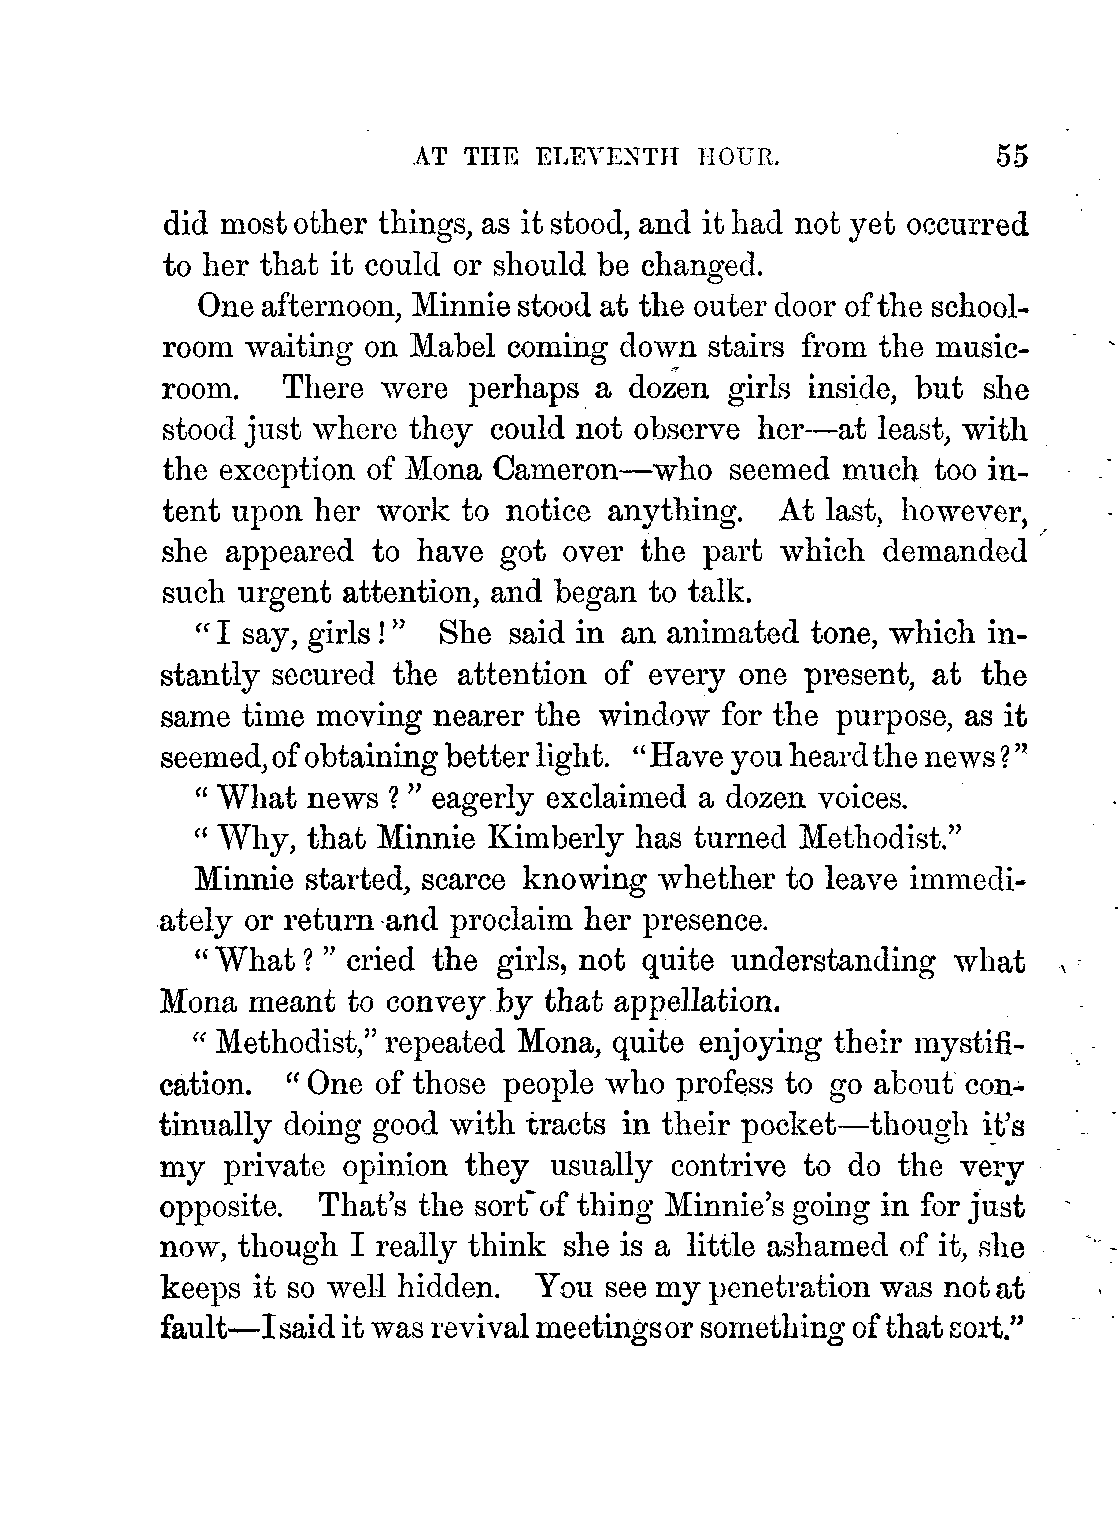 AT THE ELEVENTH HOUR. 55
did most other things, as it stood, and it had not yet occurred
to her that it could or should be changed.
One afternoon, Minnie stood at the outer door of the school-
room waiting on Mabel coming down stairs from the music-
room. There were perhaps a dozen girls inside, but she
stood just where they could not observe her—at least, with
the exception of Mona Cameron—who seemed much too in-
tent upon her work to notice anything. At last, however,
she appeared to have got over the part which demanded
such urgent attention, and began to talk.
"I say, girls!" She said in an animated tone, which in-
stantly secured the attention of every one present, at the
same time moving nearer the window for the purpose, as it
seemed, of obtaining better light. "Have you heard the news?"
"What news?" eagerly exclaimed a dozen voices.
"Why, that Minnie Kimberly has turned Methodist."
Minnie started, scarce knowing whether to leave immedi-
ately or return and proclaim her presence.
"What?" cried the girls, not quite understanding what
Mona meant to convey by that appellation.
"Methodist," repeated Mona, quite enjoying their mystifi-
cation. "One of those people who profess to go about con-
tinually doing good with tracts in their pocket—though it's
my private opinion they usually contrive to do the very
opposite. That's the sort of thing Minnie's going in for just
now, though I really think she is a little ashamed of it, she
keeps it so well hidden. You see my penetration was not at
fault—I said it was revival meetings or something of that sort."